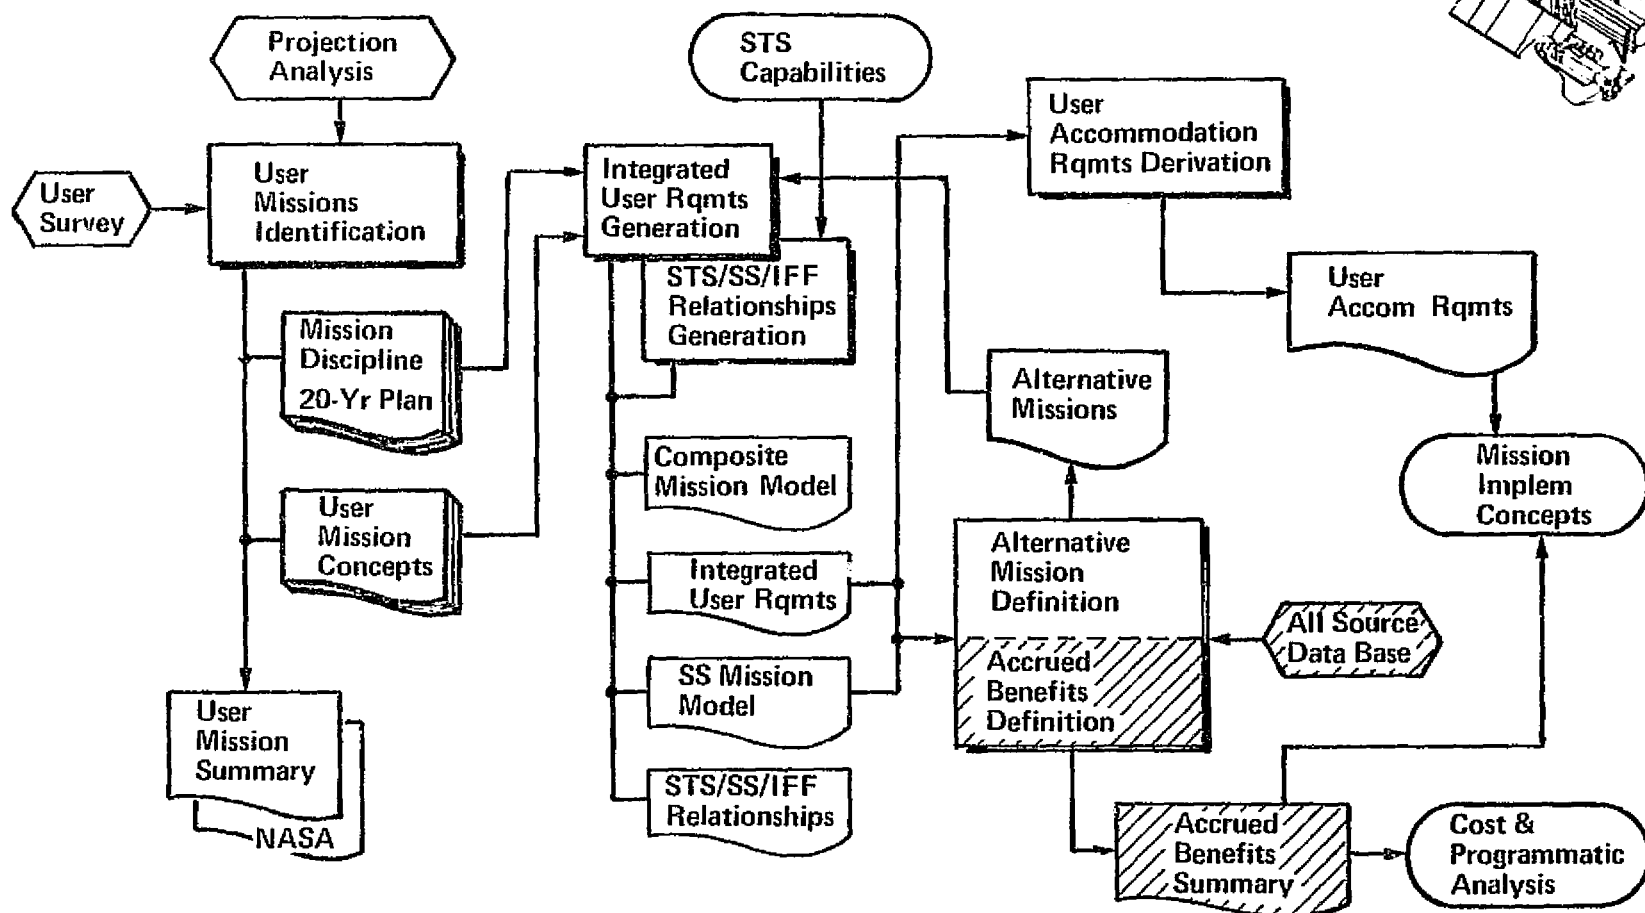 Projection
Analysis
STS
Capabilities
User
Accommodation
Rqmts Derivation
User
Survey
User
Missions
Identification
Integrated
User Rqmts
Generation
STS/SS/IFF
Relationships
Generation
User
Accom Rqmts
Mission
Discipline
20-Yr Plan
Alternative
Missions
Composite
Mission Model
Mission
Implem
Concepts
User
Mission
Concepts
Integrated
User Rqmts
Alternative
Mission
Definition
All Source
Data Base
Accrued
Benefits
Definition
SS Mission
Model
User
Mission
Summary
NASA
STS/SS/IFF
Relationships
Accrued
Benefits
Summary
Cost &
Programmatic
Analysis